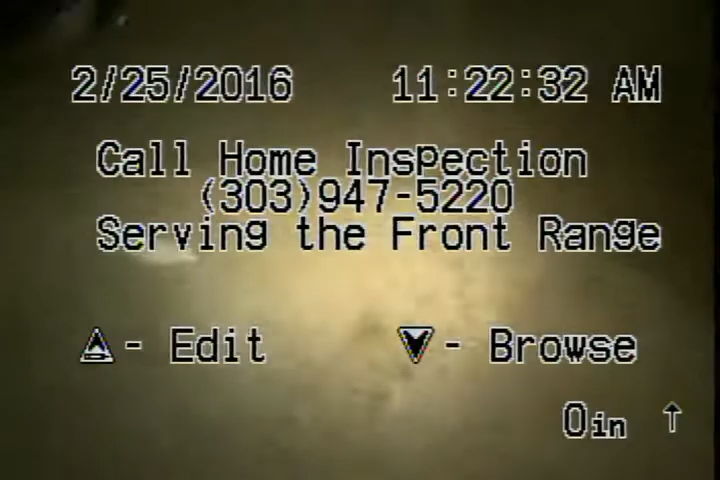 2/25/2016 11:22:32 AM
Call Home Inspection
(303)947-5220
Serving the Front Range
- Edit - Browse
0in ↑